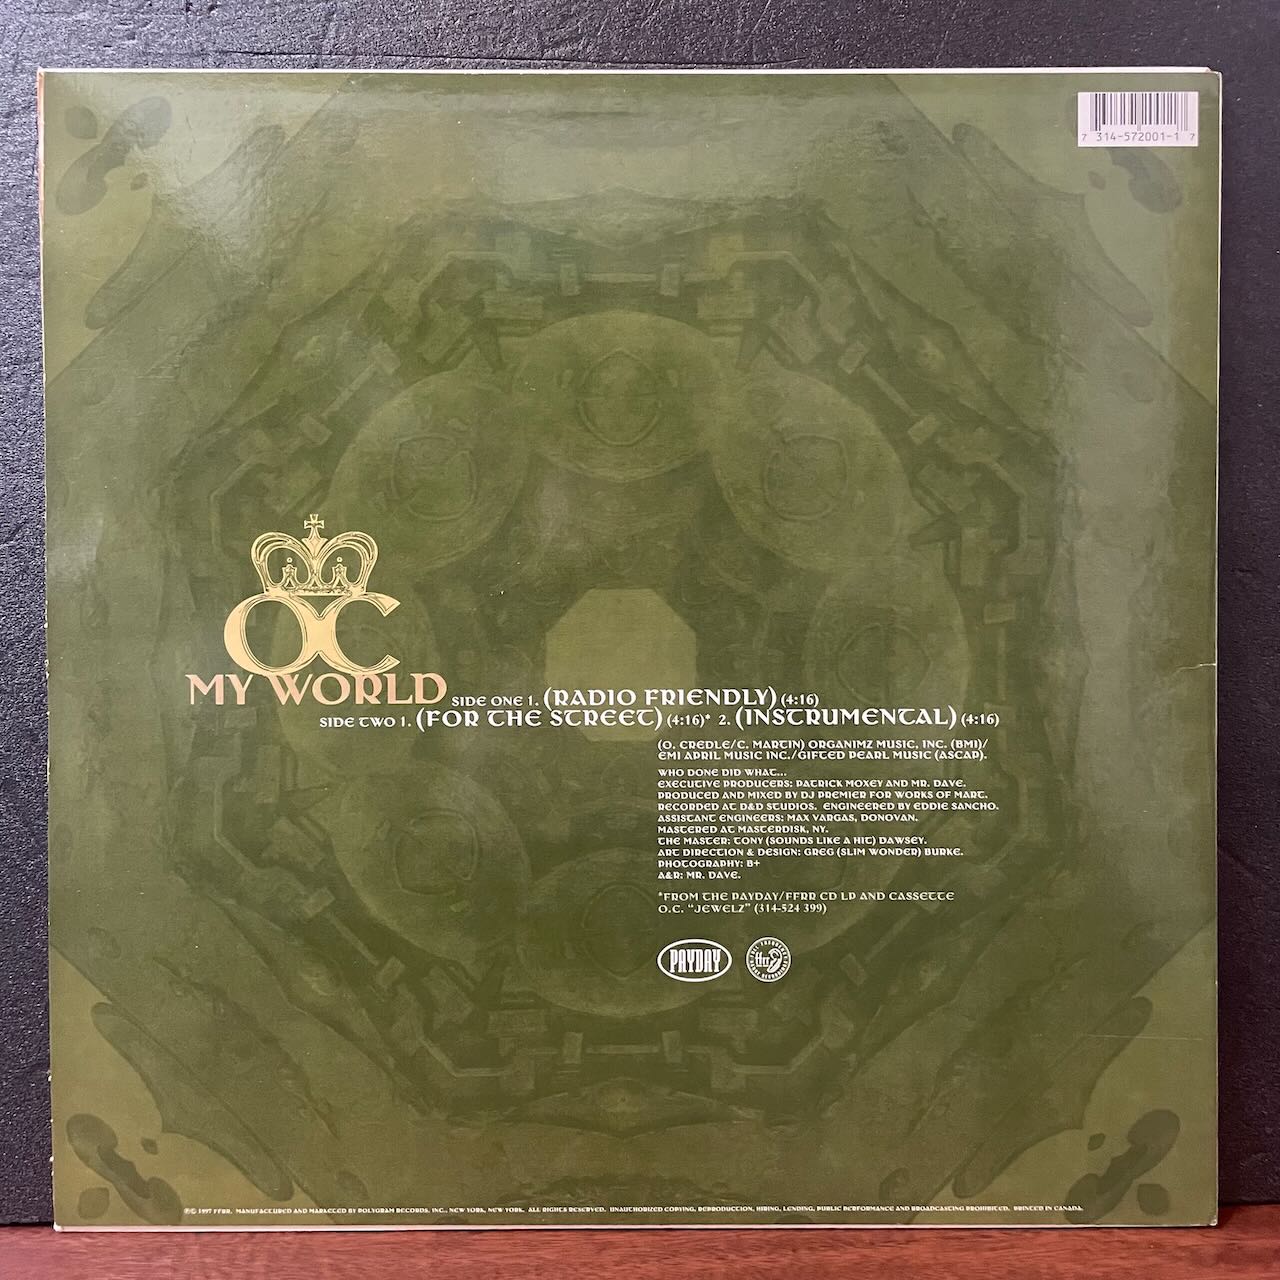 7 314-572001-1 7
OC
MY WORLD SIDE ONE 1. (RADIO FRIENDLY) (4:16)
SIDE TWO 1. (FOR THE STREET) (4:16)* 2. (INSTRUMENTAL) (4:16)
(O. CREDLE/C. MARTIN) ORGANIMZ MUSIC, INC. (BMI)/
EMI APRIL MUSIC INC./GIFTED PEARL MUSIC (ASCAP).
WHO DONE DID WHAT...
EXECUTIVE PRODUCERS: PATRICK MOXEY AND MR. DAVE.
PRODUCED AND MIXED BY DJ PREMIER FOR WORKS OF MART.
RECORDED AT D&D STUDIOS. ENGINEERED BY EDDIE SANCHO.
ASSISTANT ENGINEERS: MAX VARGAS, DONOVAN.
MASTERED AT MASTERDISK, NY.
THE MASTER: TONY (SOUNDS LIKE A HIT) DAWSEY.
ART DIRECTION & DESIGN: GREG (SLIM WONDER) BURKE.
PHOTOGRAPHY: B+
A&R: MR. DAVE.
*FROM THE PAYDAY/FFRR CD LP AND CASSETTE
O.C. "JEWELZ" (314-524 399)
PAYDAY ffrr
℗© 1997 FFRR. MANUFACTURED AND MARKETED BY POLYGRAM RECORDS, INC., NEW YORK, NEW YORK. ALL RIGHTS RESERVED. UNAUTHORIZED COPYING, REPRODUCTION, HIRING, LENDING, PUBLIC PERFORMANCE AND BROADCASTING PROHIBITED. PRINTED IN CANADA.